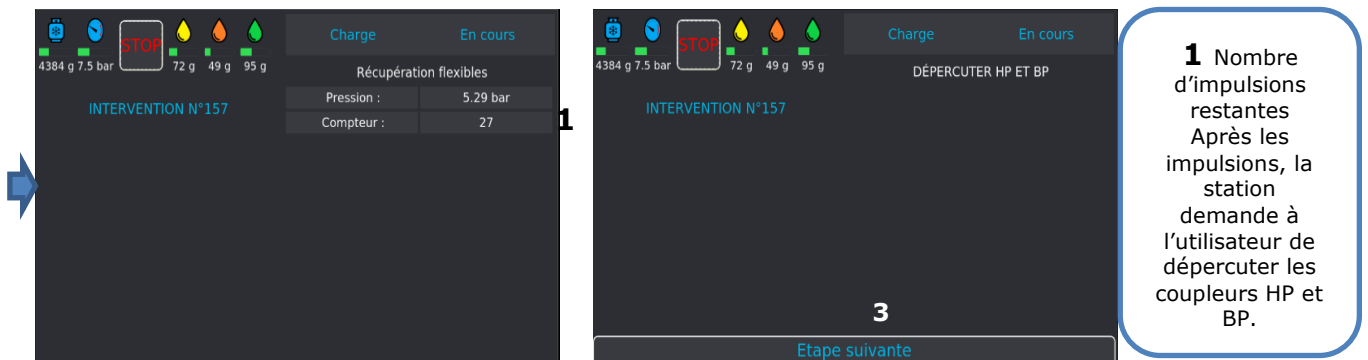 STOP
Charge
En cours
4384 g 7.5 bar 72 g 49 g 95 g
Récupération flexibles
INTERVENTION N°157
Pression : 5.29 bar
Compteur : 27
1
STOP
Charge
En cours
4384 g 7.5 bar 72 g 49 g 95 g
DÉPERCUTER HP ET BP
INTERVENTION N°157
3
Etape suivante
1 Nombre
d'impulsions
restantes
Après les
impulsions, la
station
demande à
l'utilisateur de
dépercuter les
coupleurs HP et
BP.